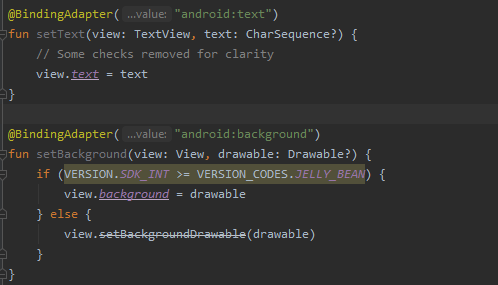 @BindingAdapter( ...value: "android:text")
fun setText(view: TextView, text: CharSequence?) {
    // Some checks removed for clarity
    view.text = text
}
@BindingAdapter( ...value: "android:background")
fun setBackground(view: View, drawable: Drawable?) {
    if (VERSION.SDK_INT >= VERSION_CODES.JELLY_BEAN) {
        view.background = drawable
    } else {
        view.setBackgroundDrawable(drawable)
    }
}